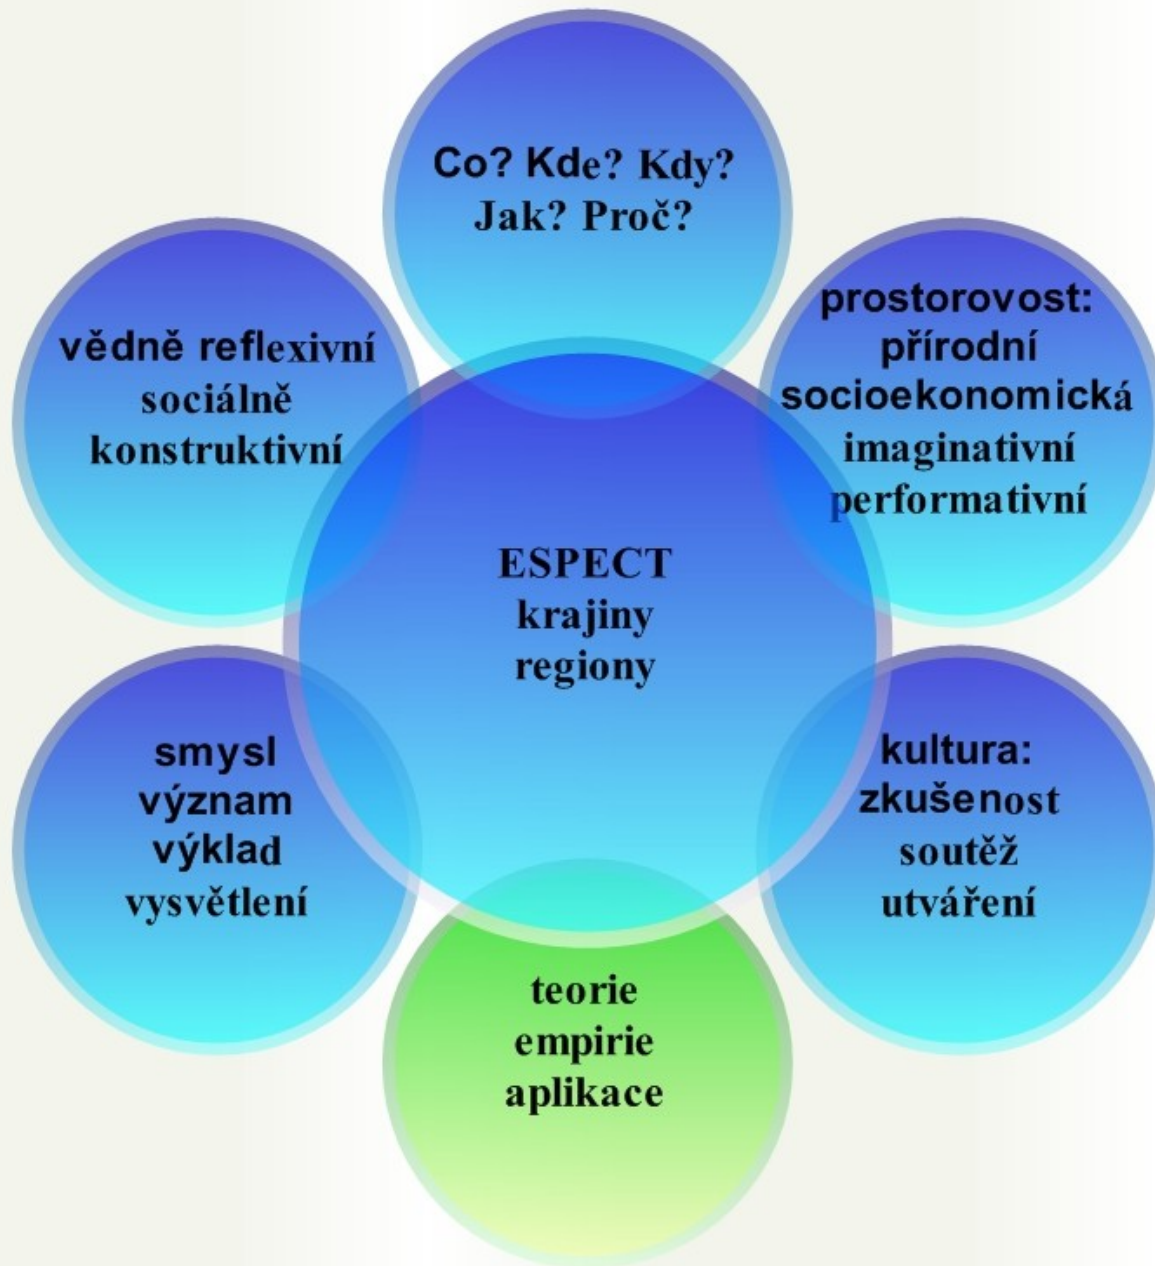 Co? Kde? Kdy?
Jak? Proč?
vědně reflexivní
sociálně
konstruktivní
prostorovost:
přírodní
socioekonomická
imaginativní
performativní
ESPECT
krajiny
regiony
smysl
význam
výklad
vysvětlení
kultura:
zkušenost
soutěž
utváření
teorie
empirie
aplikace